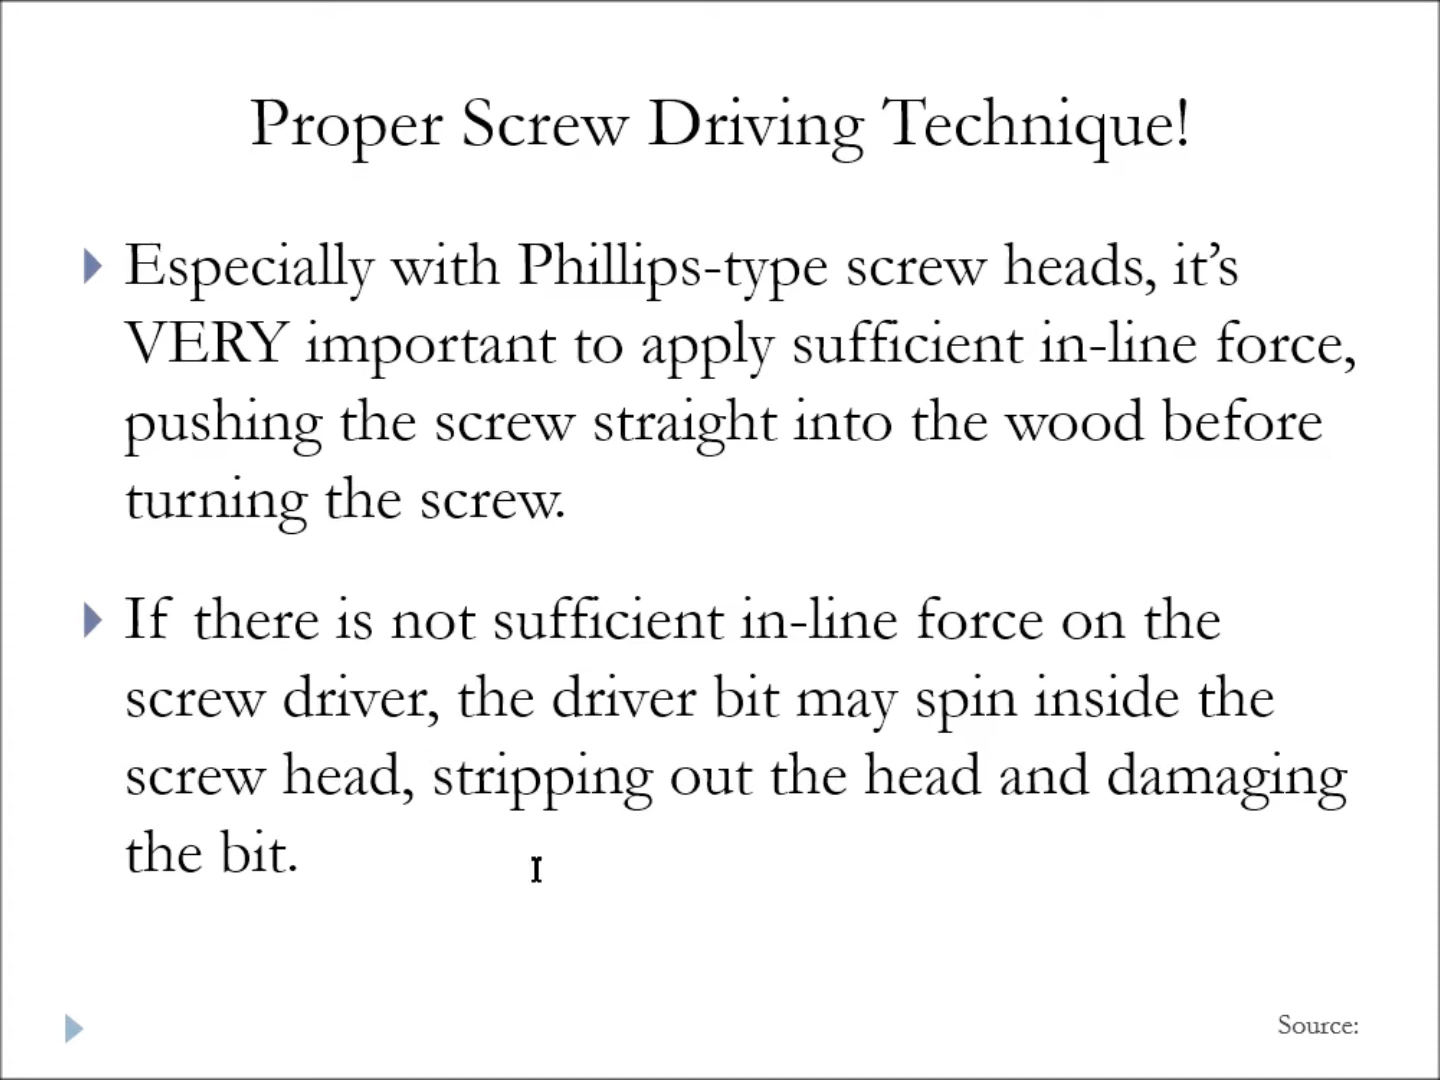 Proper Screw Driving Technique!
Especially with Phillips-type screw heads, it’s
VERY important to apply sufficient in-line force,
pushing the screw straight into the wood before
turning the screw.
If there is not sufficient in-line force on the
screw driver, the driver bit may spin inside the
screw head, stripping out the head and damaging
the bit.
Source: